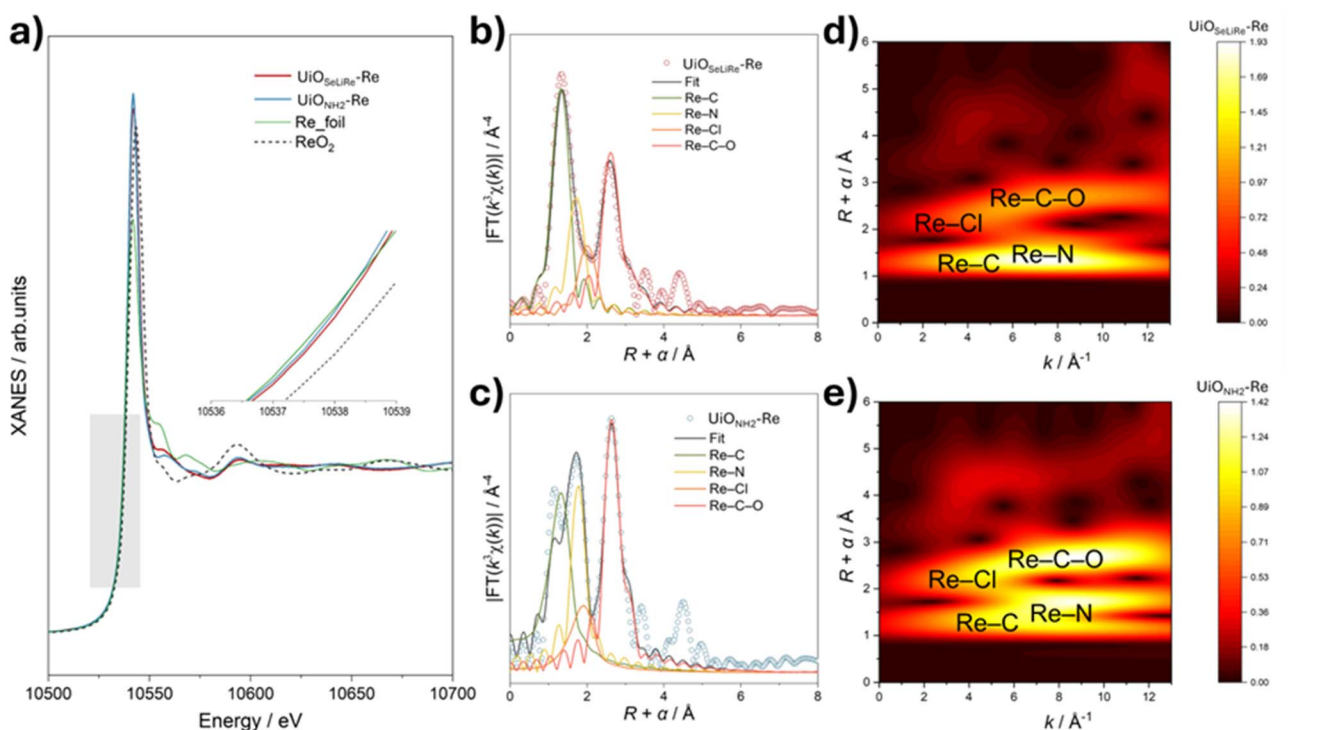 a)
UiOSeLiRe-Re
UiONH2-Re
Re_foil
ReO2
10536 10537 10538 10539
XANES / arb.units
10500 10550 10600 10650 10700
Energy / eV
b)
UiOSeLiRe-Re
Fit
Re–C
Re–N
Re–Cl
Re–C–O
|FT(k³χ(k))| / Å⁻⁴
0 2 4 6 8
R + α / Å
c)
UiONH2-Re
Fit
Re–C
Re–N
Re–Cl
Re–C–O
|FT(k³χ(k))| / Å⁻⁴
0 2 4 6 8
R + α / Å
d)
UiOSeLiRe-Re
6
5
4
3
2
1
0
R + α / Å
Re–C–O
Re–Cl
Re–C Re–N
0 2 4 6 8 10 12
k / Å⁻¹
1.93
1.69
1.45
1.21
0.97
0.72
0.48
0.24
0.00
e)
UiONH2-Re
6
5
4
3
2
1
0
R + α / Å
Re–C–O
Re–Cl
Re–C Re–N
0 2 4 6 8 10 12
k / Å⁻¹
1.42
1.24
1.07
0.89
0.71
0.53
0.36
0.18
0.00